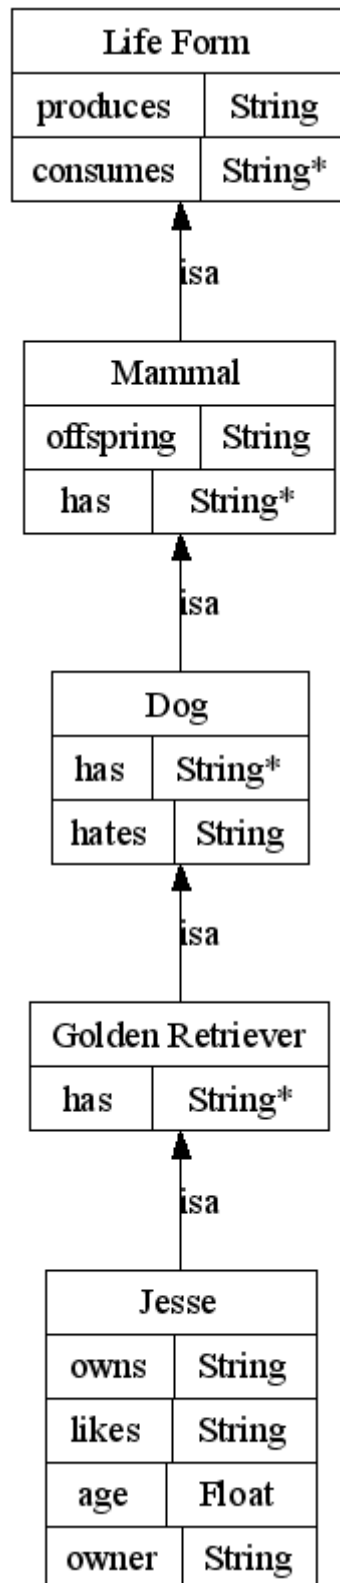 Life Form
produces String
consumes String*
isa
Mammal
offspring String
has String*
isa
Dog
has String*
hates String
isa
Golden Retriever
has String*
isa
Jesse
owns String
likes String
age Float
owner String